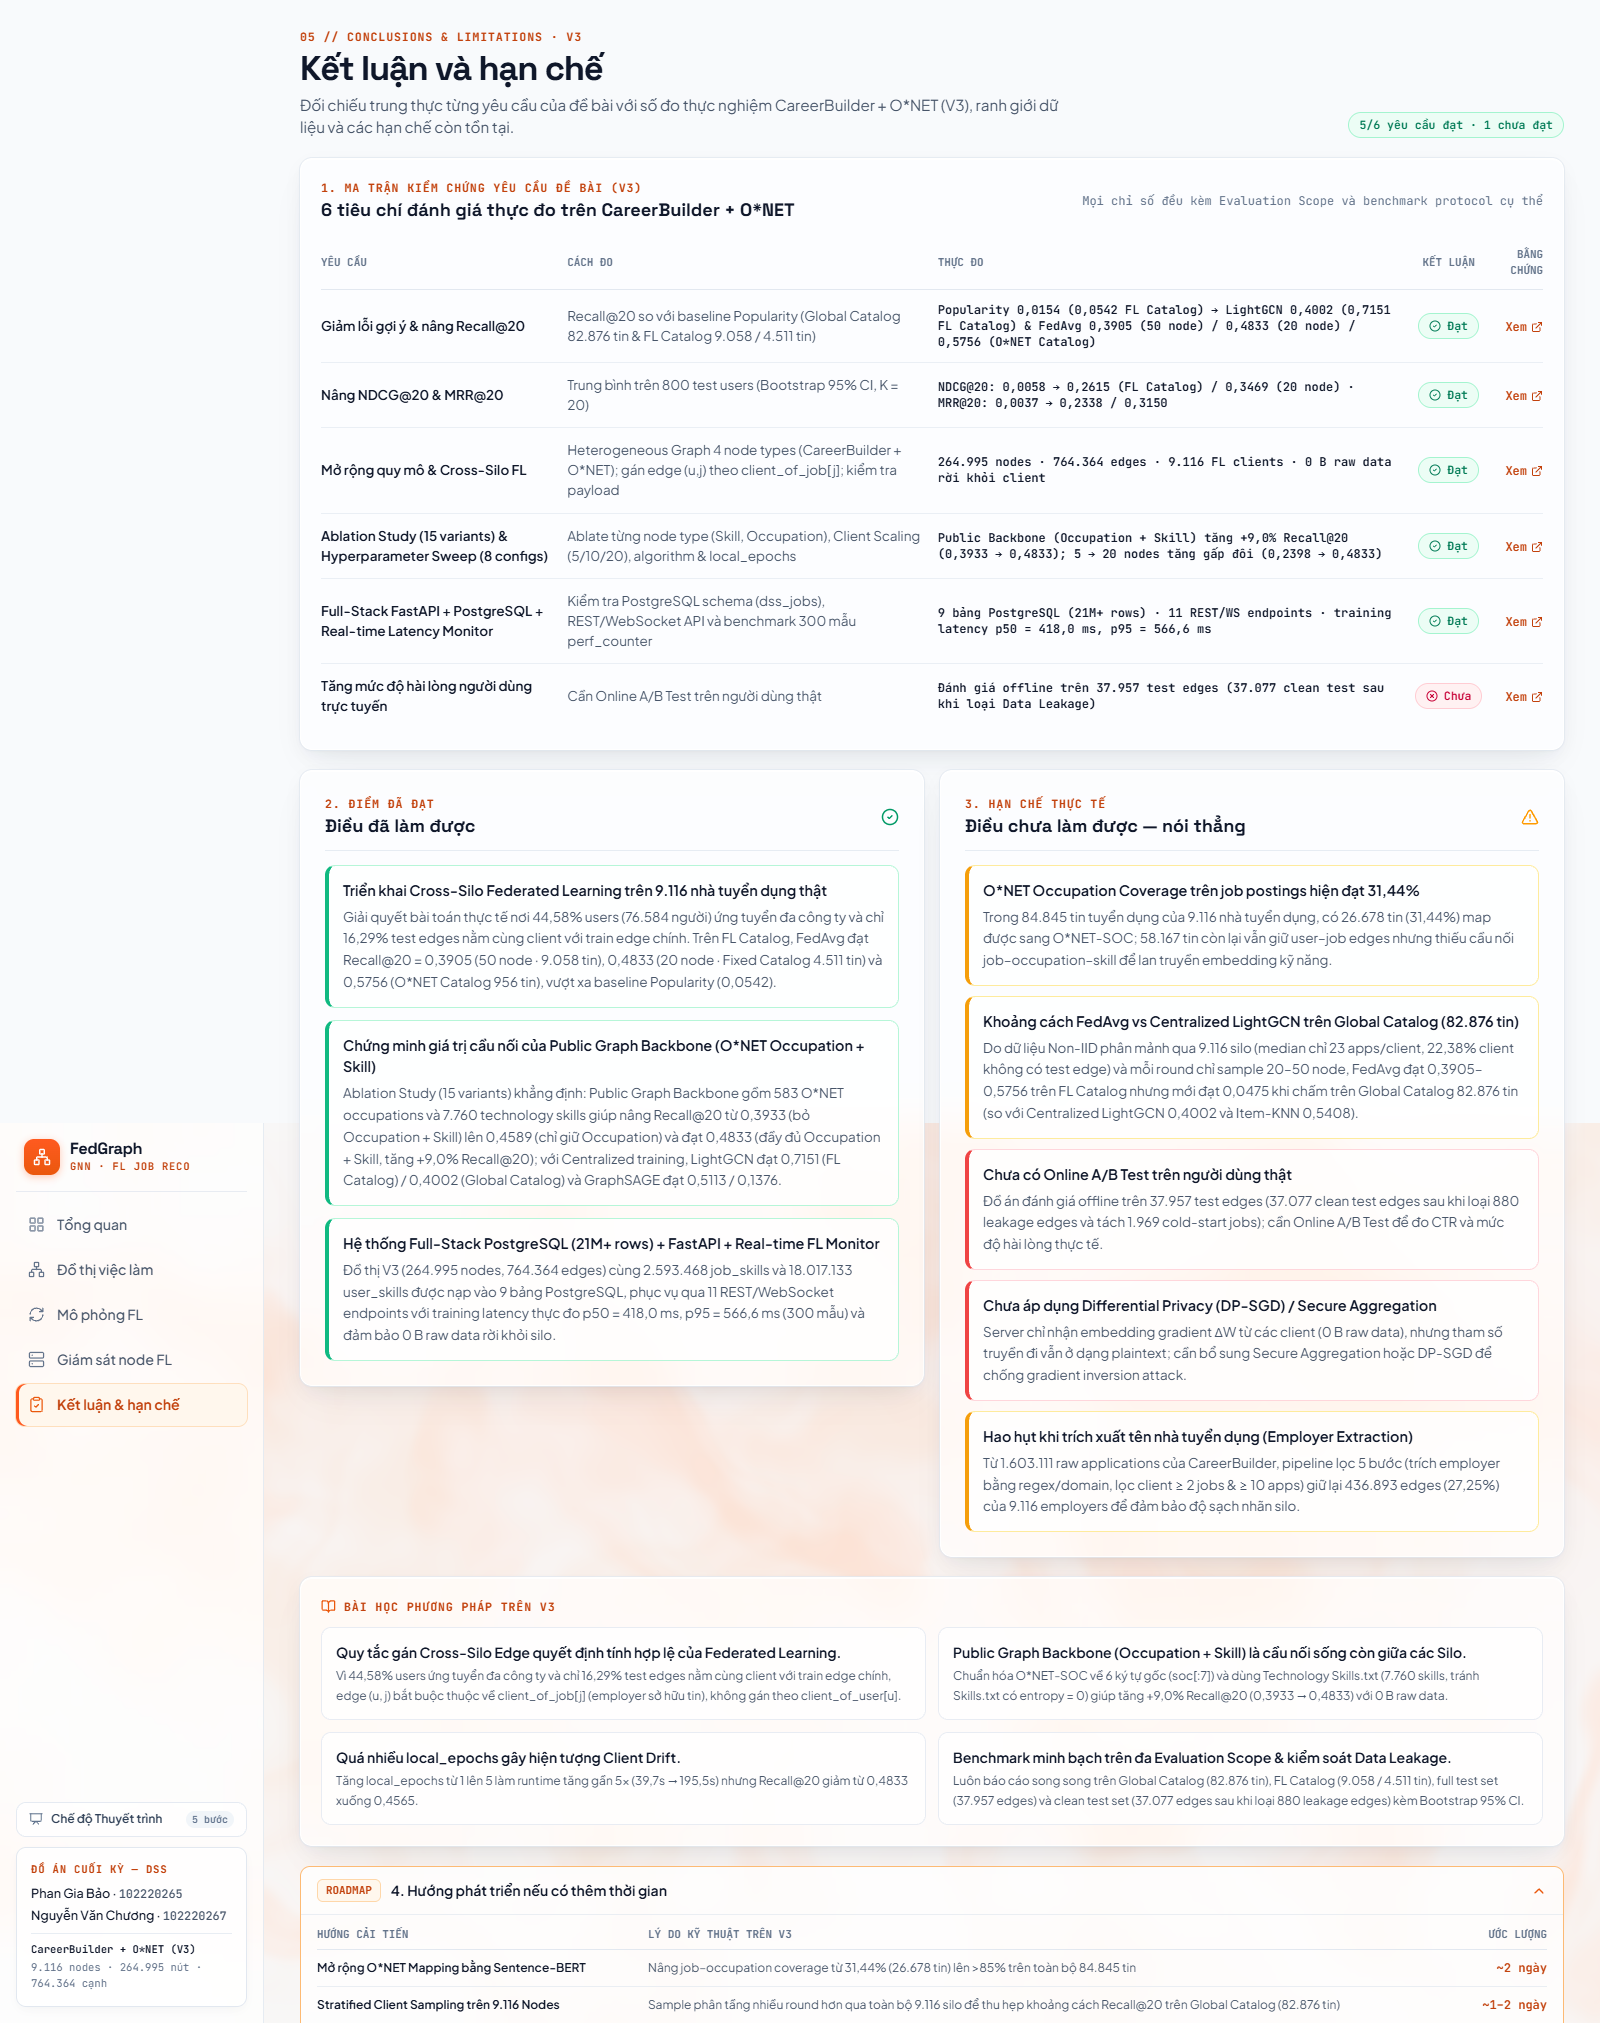 05 // CONCLUSIONS & LIMITATIONS · V3
Kết luận và hạn chế
Đối chiếu trung thực từng yêu cầu của đề bài với số đo thực nghiệm CareerBuilder + O*NET (V3), ranh giới dữ
liệu và các hạn chế còn tồn tại.
5/6 yêu cầu đạt · 1 chưa đạt
1. MA TRẬN KIỂM CHỨNG YÊU CẦU ĐỀ BÀI (V3)
6 tiêu chí đánh giá thực đo trên CareerBuilder + O*NET
Mọi chỉ số đều kèm Evaluation Scope và benchmark protocol cụ thể
YÊU CẦU
CÁCH ĐO
THỰC ĐO
KẾT LUẬN
BẰNG
CHỨNG
Giảm lỗi gợi ý & nâng Recall@20
Recall@20 so với baseline Popularity (Global Catalog
82.876 tin & FL Catalog 9.058 / 4.511 tin)
Popularity 0,0154 (0,0542 FL Catalog) → LightGCN 0,4002 (0,7151
FL Catalog) & FedAvg 0,3905 (50 node) / 0,4833 (20 node) /
0,5756 (O*NET Catalog)
Đạt
Xem
Nâng NDCG@20 & MRR@20
Trung bình trên 800 test users (Bootstrap 95% CI, K =
20)
NDCG@20: 0,0058 → 0,2615 (FL Catalog) / 0,3469 (20 node) ·
MRR@20: 0,0037 → 0,2338 / 0,3150
Đạt
Xem
Mở rộng quy mô & Cross-Silo FL
Heterogeneous Graph 4 node types (CareerBuilder +
O*NET); gán edge (u,j) theo client_of_job[j]; kiểm tra
payload
264.995 nodes · 764.364 edges · 9.116 FL clients · 0 B raw data
rời khỏi client
Đạt
Xem
Ablation Study (15 variants) &
Hyperparameter Sweep (8 configs)
Ablate từng node type (Skill, Occupation), Client Scaling
(5/10/20), algorithm & local_epochs
Public Backbone (Occupation + Skill) tăng +9,0% Recall@20
(0,3933 → 0,4833); 5 → 20 nodes tăng gấp đôi (0,2398 → 0,4833)
Đạt
Xem
Full-Stack FastAPI + PostgreSQL +
Real-time Latency Monitor
Kiểm tra PostgreSQL schema (dss_jobs),
REST/WebSocket API và benchmark 300 mẫu
perf_counter
9 bảng PostgreSQL (21M+ rows) · 11 REST/WS endpoints · training
latency p50 = 418,0 ms, p95 = 566,6 ms
Đạt
Xem
Tăng mức độ hài lòng người dùng
trực tuyến
Cần Online A/B Test trên người dùng thật
Đánh giá offline trên 37.957 test edges (37.077 clean test sau
khi loại Data Leakage)
Chưa
Xem
2. ĐIỂM ĐÃ ĐẠT
Điều đã làm được
Triển khai Cross-Silo Federated Learning trên 9.116 nhà tuyển dụng thật
Giải quyết bài toán thực tế nơi 44,58% users (76.584 người) ứng tuyển đa công ty và chỉ
16,29% test edges nằm cùng client với train edge chính. Trên FL Catalog, FedAvg đạt
Recall@20 = 0,3905 (50 node · 9.058 tin), 0,4833 (20 node · Fixed Catalog 4.511 tin) và
0,5756 (O*NET Catalog 956 tin), vượt xa baseline Popularity (0,0542).
Chứng minh giá trị cầu nối của Public Graph Backbone (O*NET Occupation +
Skill)
Ablation Study (15 variants) khẳng định: Public Graph Backbone gồm 583 O*NET
occupations và 7.760 technology skills giúp nâng Recall@20 từ 0,3933 (bỏ
Occupation + Skill) lên 0,4589 (chỉ giữ Occupation) và đạt 0,4833 (đầy đủ Occupation
+ Skill, tăng +9,0% Recall@20); với Centralized training, LightGCN đạt 0,7151 (FL
Catalog) / 0,4002 (Global Catalog) và GraphSAGE đạt 0,5113 / 0,1376.
Hệ thống Full-Stack PostgreSQL (21M+ rows) + FastAPI + Real-time FL Monitor
Đồ thị V3 (264.995 nodes, 764.364 edges) cùng 2.593.468 job_skills và 18.017.133
user_skills được nạp vào 9 bảng PostgreSQL, phục vụ qua 11 REST/WebSocket
endpoints với training latency thực đo p50 = 418,0 ms, p95 = 566,6 ms (300 mẫu) và
đảm bảo 0 B raw data rời khỏi silo.
3. HẠN CHẾ THỰC TẾ
Điều chưa làm được — nói thẳng
O*NET Occupation Coverage trên job postings hiện đạt 31,44%
Trong 84.845 tin tuyển dụng của 9.116 nhà tuyển dụng, có 26.678 tin (31,44%) map
được sang O*NET-SOC; 58.167 tin còn lại vẫn giữ user–job edges nhưng thiếu cầu nối
job–occupation–skill để lan truyền embedding kỹ năng.
Khoảng cách FedAvg vs Centralized LightGCN trên Global Catalog (82.876 tin)
Do dữ liệu Non-IID phân mảnh qua 9.116 silo (median chỉ 23 apps/client, 22,38% client
không có test edge) và mỗi round chỉ sample 20–50 node, FedAvg đạt 0,3905–
0,5756 trên FL Catalog nhưng mới đạt 0,0475 khi chấm trên Global Catalog 82.876 tin
(so với Centralized LightGCN 0,4002 và Item-KNN 0,5408).
Chưa có Online A/B Test trên người dùng thật
Đồ án đánh giá offline trên 37.957 test edges (37.077 clean test edges sau khi loại 880
leakage edges và tách 1.969 cold-start jobs); cần Online A/B Test để đo CTR và mức
độ hài lòng thực tế.
Chưa áp dụng Differential Privacy (DP-SGD) / Secure Aggregation
Server chỉ nhận embedding gradient ΔW từ các client (0 B raw data), nhưng tham số
truyền đi vẫn ở dạng plaintext; cần bổ sung Secure Aggregation hoặc DP-SGD để
chống gradient inversion attack.
Hao hụt khi trích xuất tên nhà tuyển dụng (Employer Extraction)
Từ 1.603.111 raw applications của CareerBuilder, pipeline lọc 5 bước (trích employer
bằng regex/domain, lọc client ≥ 2 jobs & ≥ 10 apps) giữ lại 436.893 edges (27,25%)
của 9.116 employers để đảm bảo độ sạch nhãn silo.
FedGraph
GNN · FL JOB RECO
Tổng quan
Đồ thị việc làm
Mô phỏng FL
Giám sát node FL
Kết luận & hạn chế
Chế độ Thuyết trình
5 bước
ĐỒ ÁN CUỐI KỲ — DSS
Phan Gia Bảo · 102220265
Nguyễn Văn Chương · 102220267
CareerBuilder + O*NET (V3)
9.116 nodes · 264.995 nút ·
764.364 cạnh
BÀI HỌC PHƯƠNG PHÁP TRÊN V3
Quy tắc gán Cross-Silo Edge quyết định tính hợp lệ của Federated Learning.
Vì 44,58% users ứng tuyển đa công ty và chỉ 16,29% test edges nằm cùng client với train edge chính,
edge (u, j) bắt buộc thuộc về client_of_job[j] (employer sở hữu tin), không gán theo client_of_user[u].
Public Graph Backbone (Occupation + Skill) là cầu nối sống còn giữa các Silo.
Chuẩn hóa O*NET-SOC về 6 ký tự gốc (soc[:7]) và dùng Technology Skills.txt (7.760 skills, tránh
Skills.txt có entropy = 0) giúp tăng +9,0% Recall@20 (0,3933 → 0,4833) với 0 B raw data.
Quá nhiều local_epochs gây hiện tượng Client Drift.
Tăng local_epochs từ 1 lên 5 làm runtime tăng gần 5× (39,7s → 195,5s) nhưng Recall@20 giảm từ 0,4833
xuống 0,4565.
Benchmark minh bạch trên đa Evaluation Scope & kiểm soát Data Leakage.
Luôn báo cáo song song trên Global Catalog (82.876 tin), FL Catalog (9.058 / 4.511 tin), full test set
(37.957 edges) và clean test set (37.077 edges sau khi loại 880 leakage edges) kèm Bootstrap 95% CI.
ROADMAP
4. Hướng phát triển nếu có thêm thời gian
HƯỚNG CẢI TIẾN
LÝ DO KỸ THUẬT TRÊN V3
ƯỚC LƯỢNG
Mở rộng O*NET Mapping bằng Sentence-BERT
Nâng job–occupation coverage từ 31,44% (26.678 tin) lên >85% trên toàn bộ 84.845 tin
~2 ngày
Stratified Client Sampling trên 9.116 Nodes
Sample phân tầng nhiều round hơn qua toàn bộ 9.116 silo để thu hẹp khoảng cách Recall@20 trên Global Catalog (82.876 tin)
~1–2 ngày